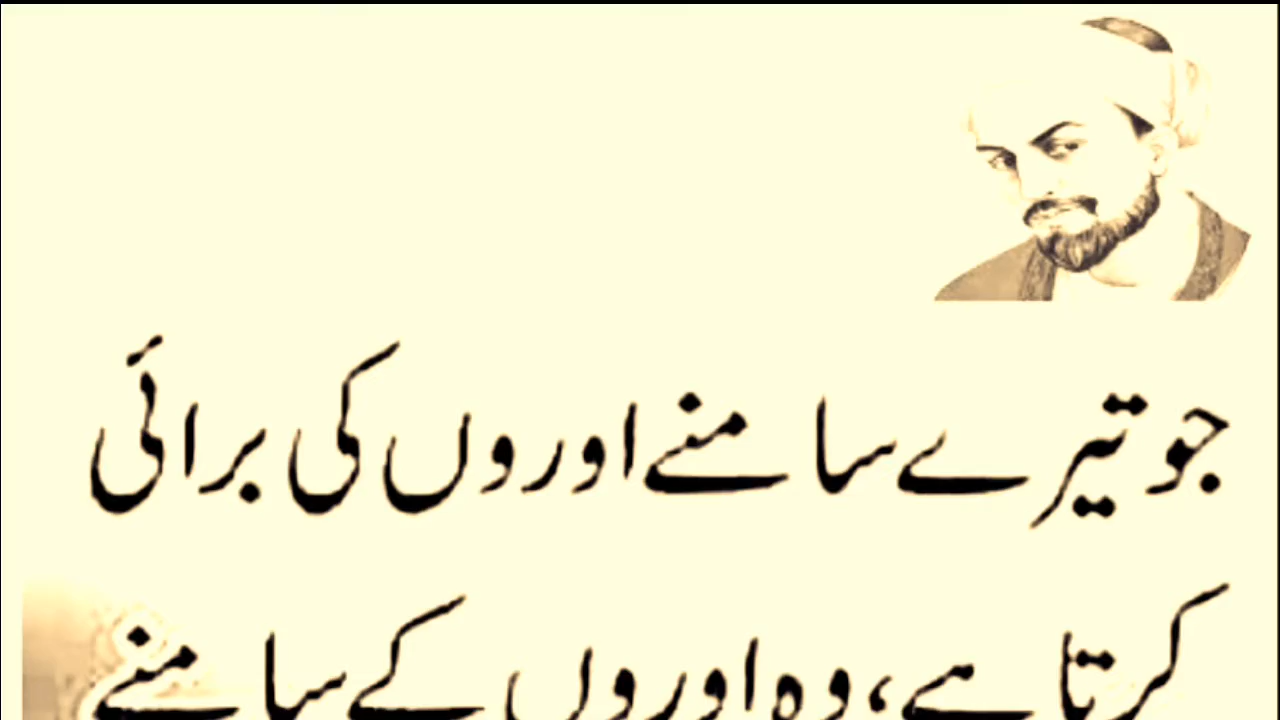 جو تیرے سامنے اوروں کی برائی
کرتا ہے، وہ اوروں کے سامنے